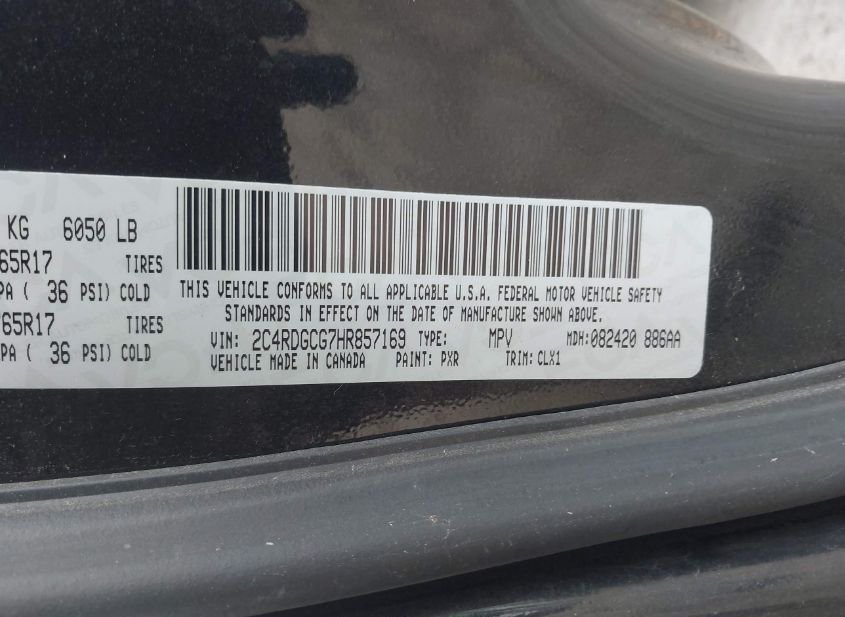 KG 6050 LB
65R17 TIRES
PA ( 36 PSI) COLD
65R17 TIRES
PA ( 36 PSI) COLD
THIS VEHICLE CONFORMS TO ALL APPLICABLE U.S.A. FEDERAL MOTOR VEHICLE SAFETY
STANDARDS IN EFFECT ON THE DATE OF MANUFACTURE SHOWN ABOVE.
VIN: 2C4RDGCG7HR857169 TYPE: MPV MDH:082420 886AA
VEHICLE MADE IN CANADA PAINT: PXR TRIM: CLX1